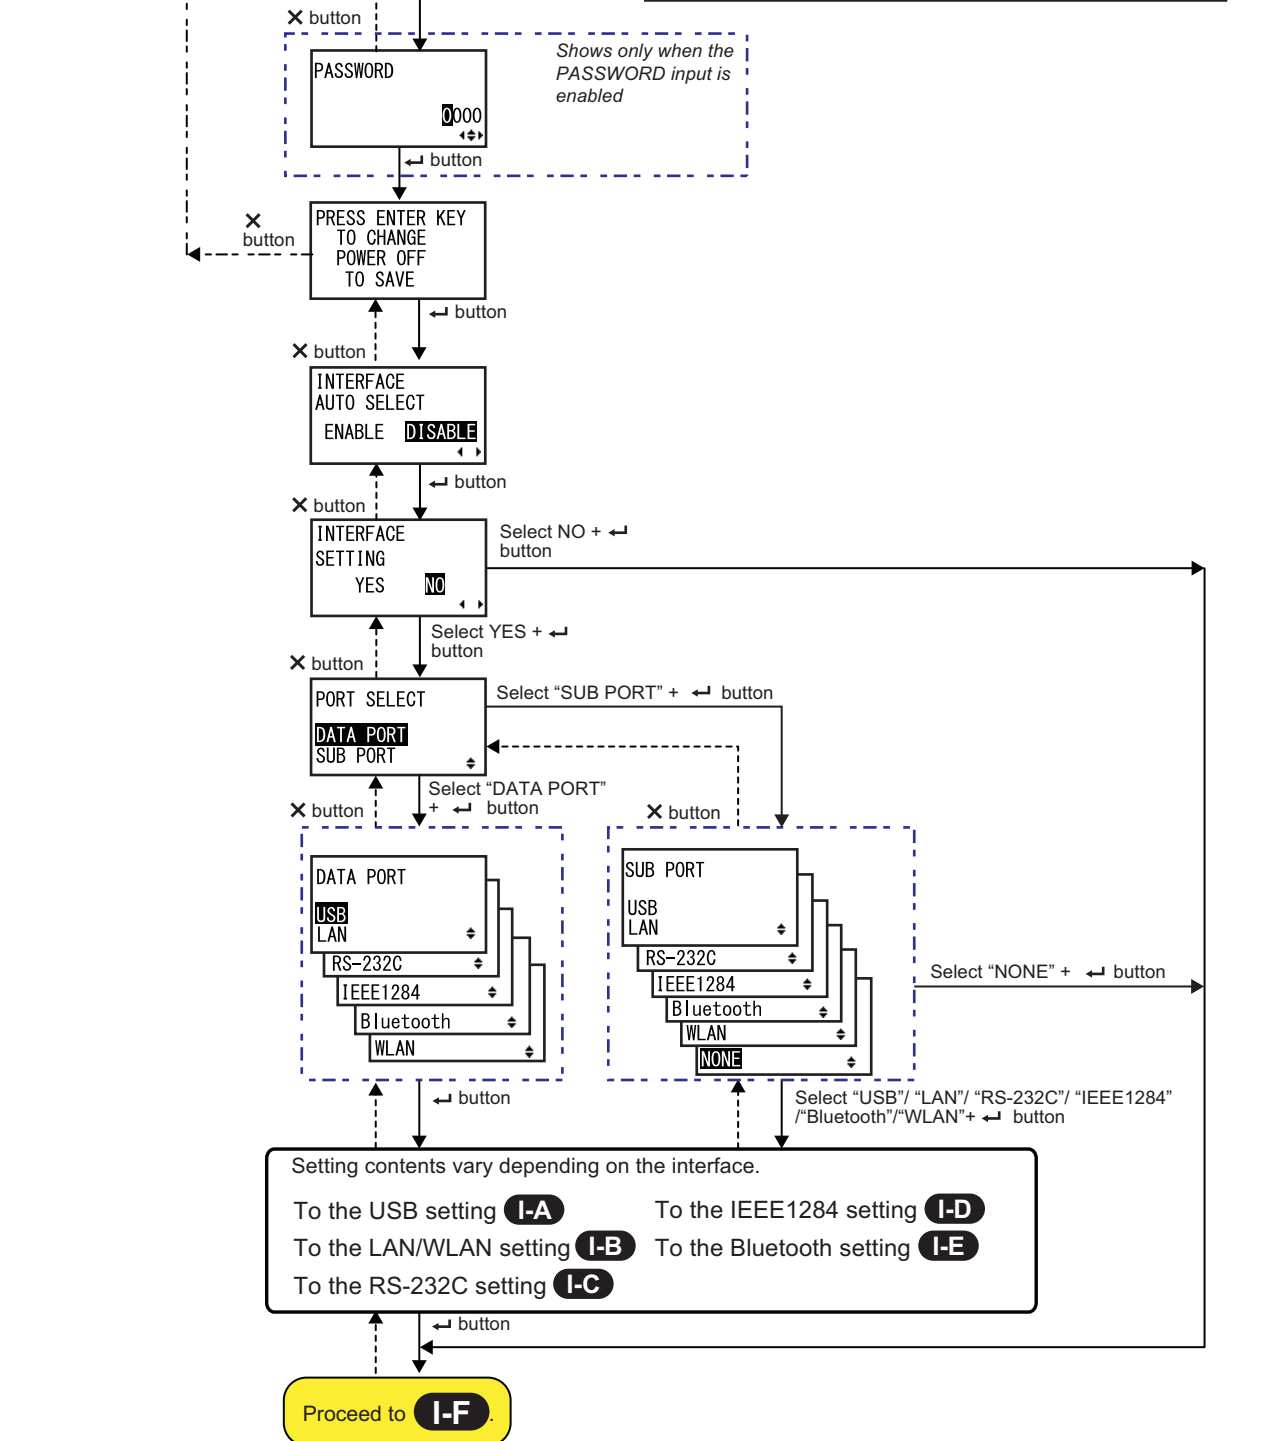 ✕ button
Shows only when the
PASSWORD input is
enabled
PASSWORD
0000
↵ button
✕
button
PRESS ENTER KEY
TO CHANGE
POWER OFF
TO SAVE
↵ button
✕ button
INTERFACE
AUTO SELECT
ENABLE DISABLE
↵ button
✕ button
INTERFACE
SETTING
YES NO
Select NO + ↵
button
Select YES + ↵
button
✕ button
PORT SELECT
DATA PORT
SUB PORT
Select “SUB PORT” + ↵ button
Select “DATA PORT”
+ ↵ button
✕ button
✕ button
DATA PORT
USB
LAN
RS-232C
IEEE1284
Bluetooth
WLAN
SUB PORT
USB
LAN
RS-232C
IEEE1284
Bluetooth
WLAN
NONE
Select “NONE” + ↵ button
↵ button
Select “USB”/ “LAN”/ “RS-232C”/ “IEEE1284”
/“Bluetooth”/“WLAN”+ ↵ button
Setting contents vary depending on the interface.
To the USB setting I-A
To the LAN/WLAN setting I-B
To the RS-232C setting I-C
To the IEEE1284 setting I-D
To the Bluetooth setting I-E
↵ button
Proceed to I-F.